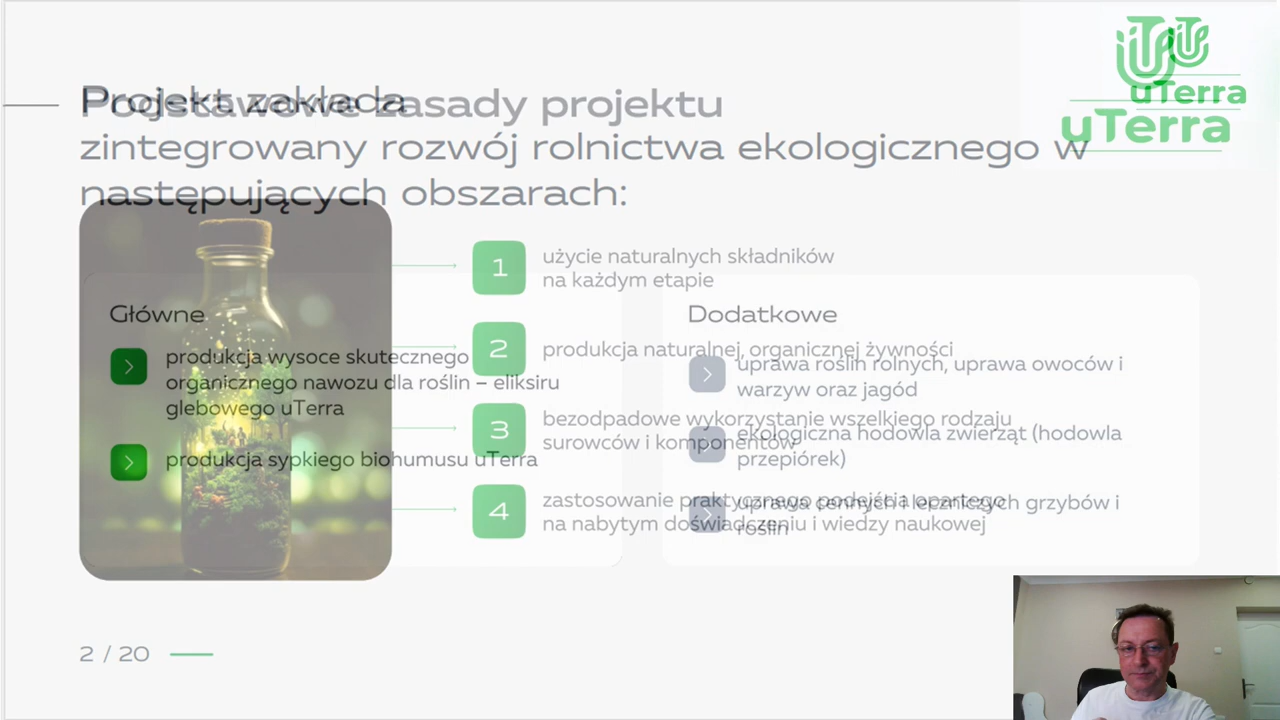 Projekt zakłada
zintegrowany rozwój rolnictwa ekologicznego w
następujących obszarach:
Podstawowe zasady projektu
uTerra
uTerra
Główne
produkcja wysoce skutecznego
organicznego nawozu dla roślin – eliksiru
glebowego uTerra
produkcja sypkiego biohumusu uTerra
1
użycie naturalnych składników
na każdym etapie
2
produkcja naturalnej, organicznej żywności
3
bezodpadowe wykorzystanie wszelkiego rodzaju
surowców i komponentów
4
zastosowanie praktycznego podejścia opartego
na nabytym doświadczeniu i wiedzy naukowej
Dodatkowe
uprawa roślin rolnych, uprawa owoców i
warzyw oraz jagód
ekologiczna hodowla zwierząt (hodowla
przepiórek)
uprawa cennych i leczniczych grzybów i
roślin
2 / 20